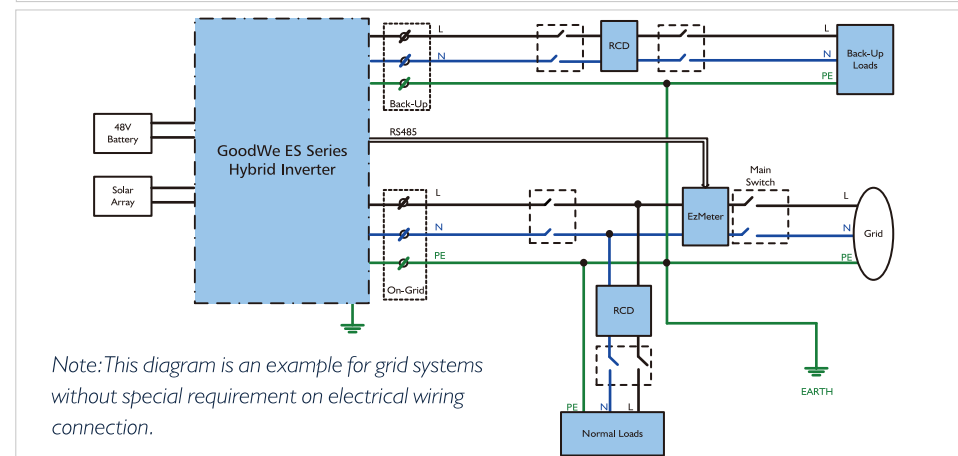 L
N
RCD
Back-Up
Loads
PE
Back-Up
48V
Battery
RS485
GoodWe ES Series
Hybrid Inverter
Solar
Array
Main
Switch
L
L
EzMeter
N
N
Grid
PE
PE
On-Grid
RCD
Note: This diagram is an example for grid systems
without special requirement on electrical wiring
connection.
EARTH
PE
N
L
Normal Loads